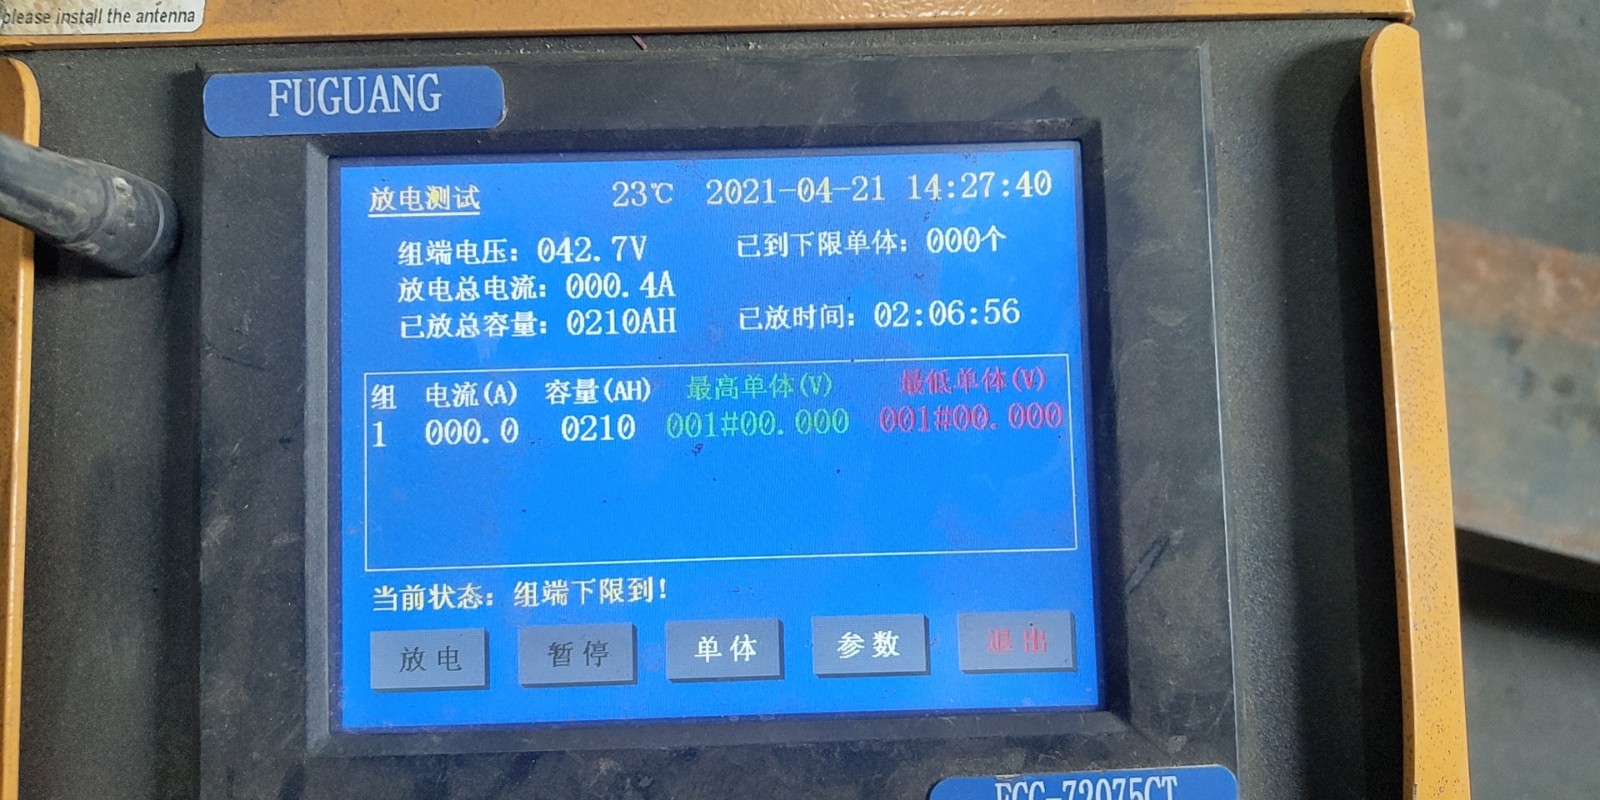 please install the antenna
FUGUANG
放电测试 23℃ 2021-04-21 14:27:40
组端电压: 042.7V 已到下限单体: 000个
放电总电流: 000.4A
已放总容量: 0210AH 已放时间: 02:06:56
组 电流(A) 容量(AH) 最高单体(V) 最低单体(V)
1 000.0 0210 001#00.000 001#00.000
当前状态: 组端下限到!
放电 暂停 单体 参数 退出